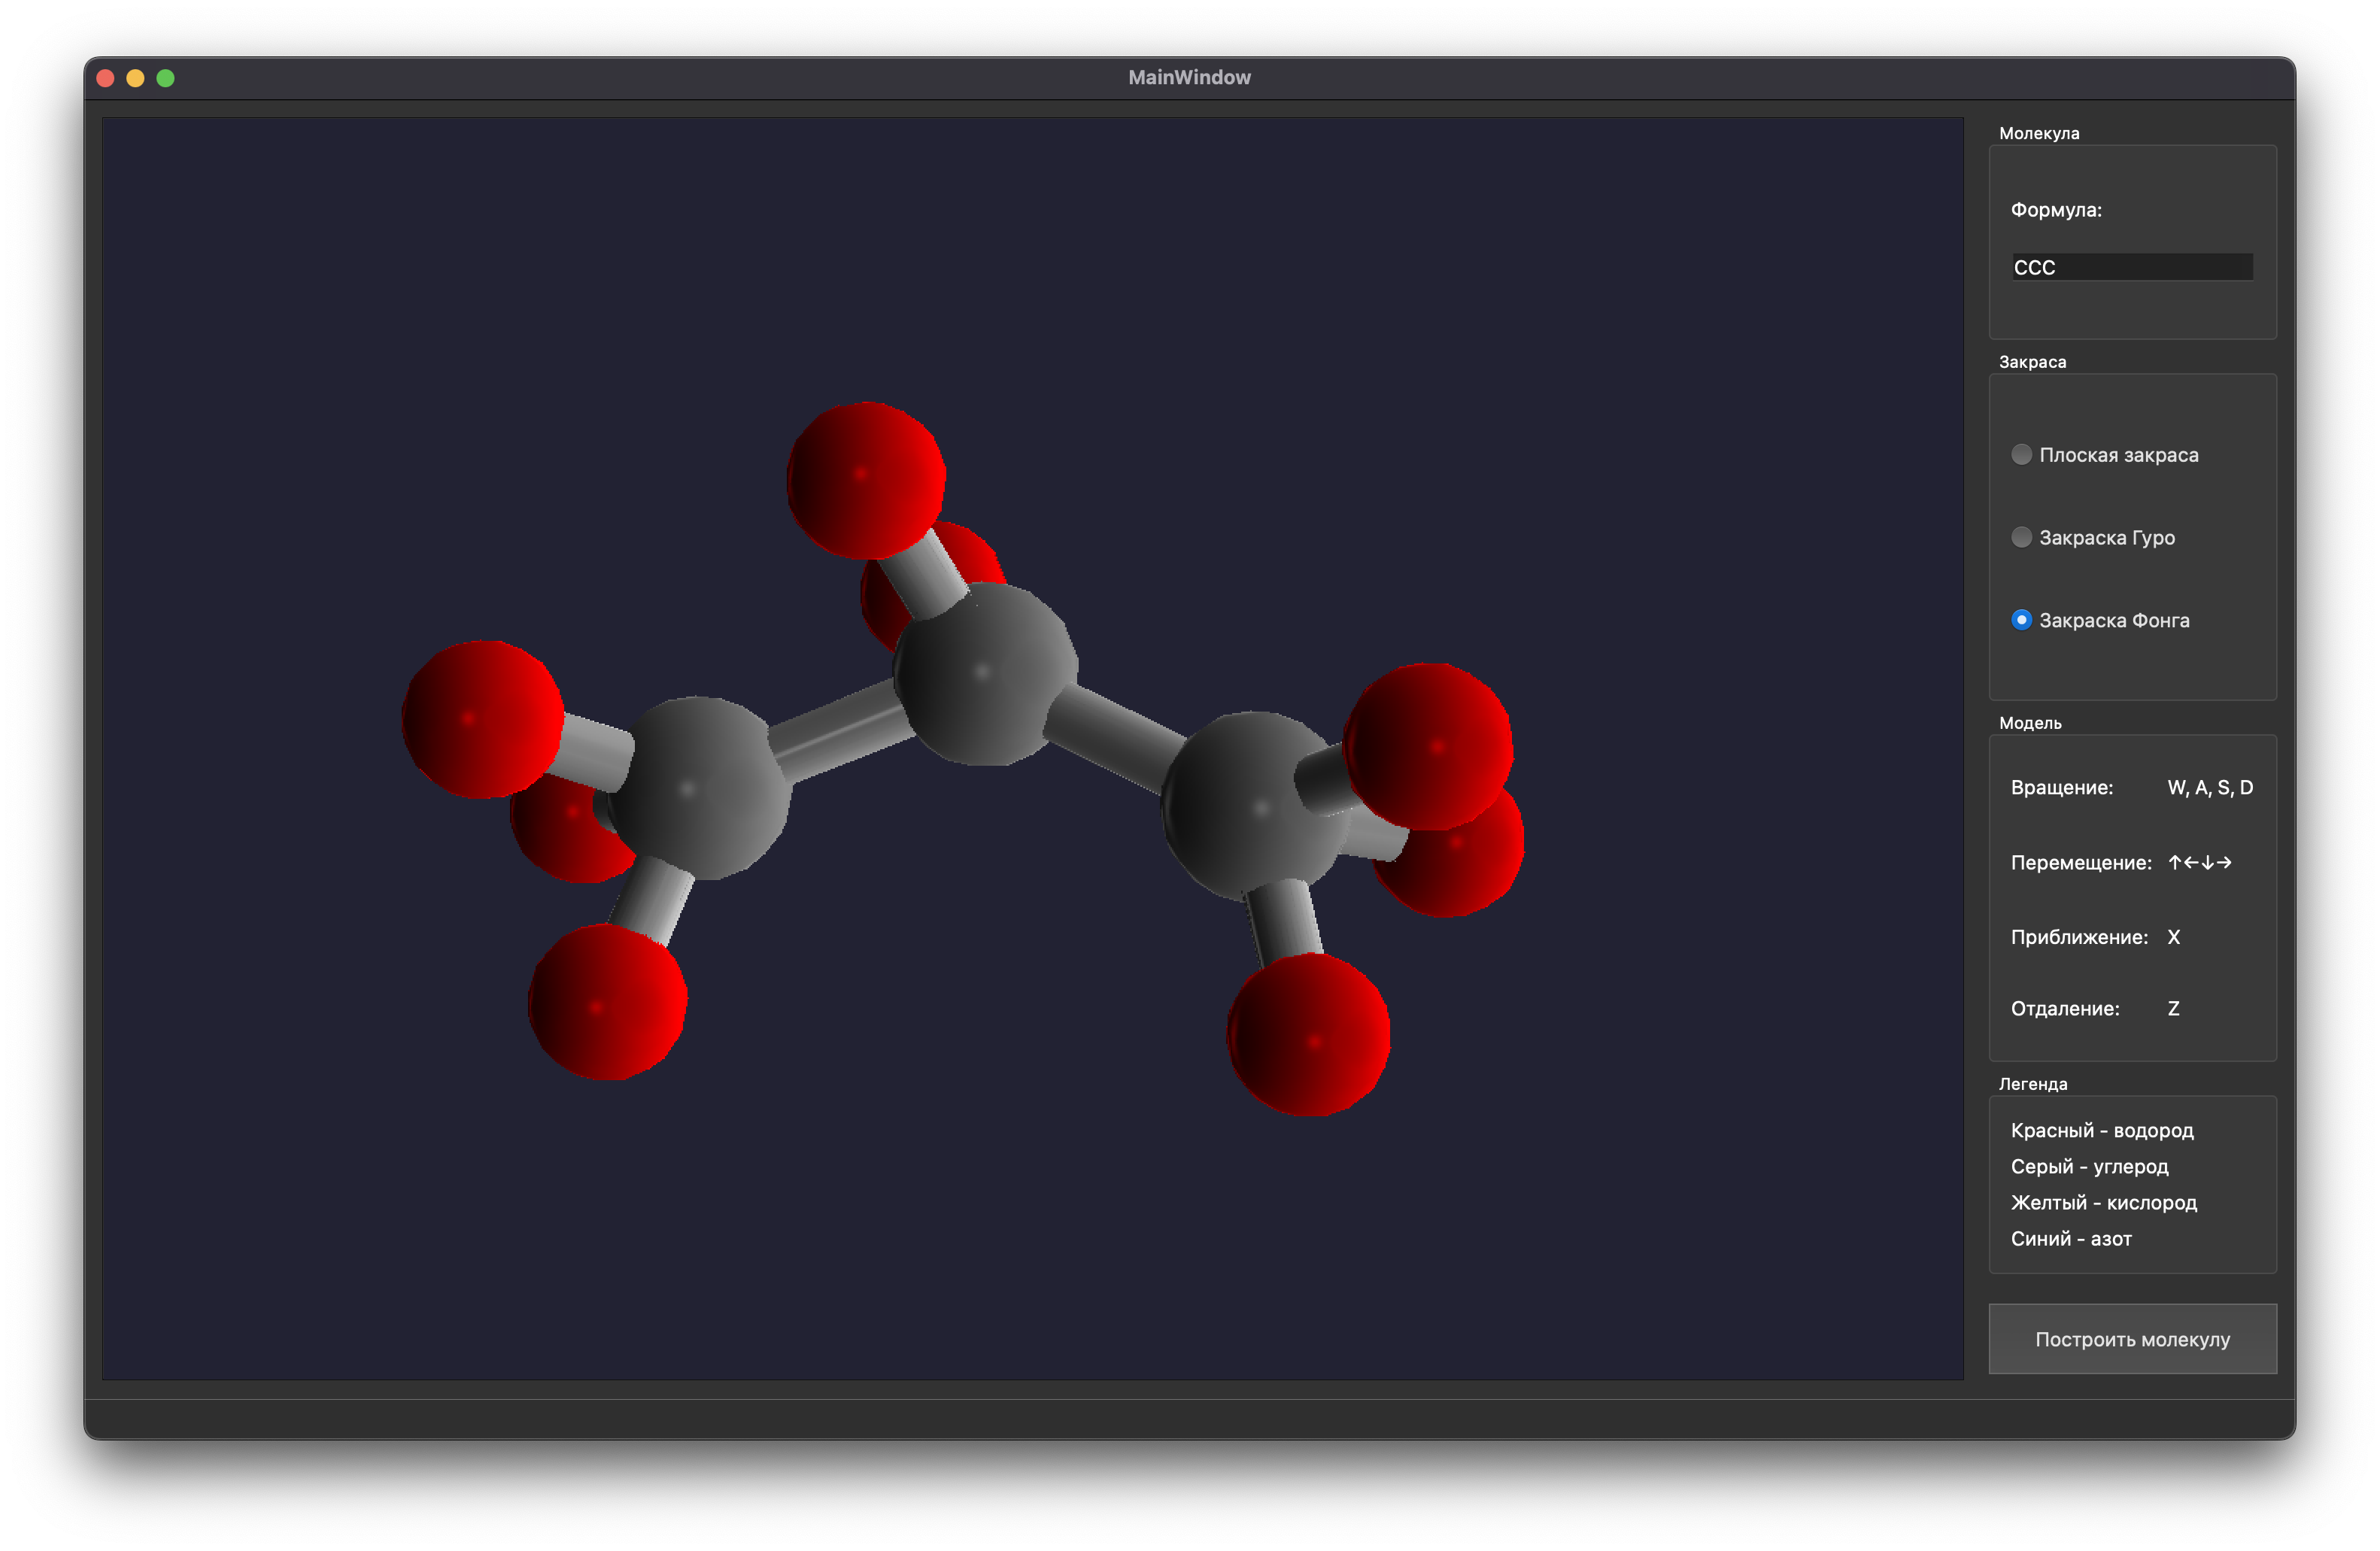 MainWindow
Молекула
Формула:
CCC
Закраса
Плоская закраса
Закраска Гуро
Закраска Фонга
Модель
Вращение: W, A, S, D
Перемещение: ↑←↓→
Приближение: X
Отдаление: Z
Легенда
Красный - водород
Серый - углерод
Желтый - кислород
Синий - азот
Построить молекулу